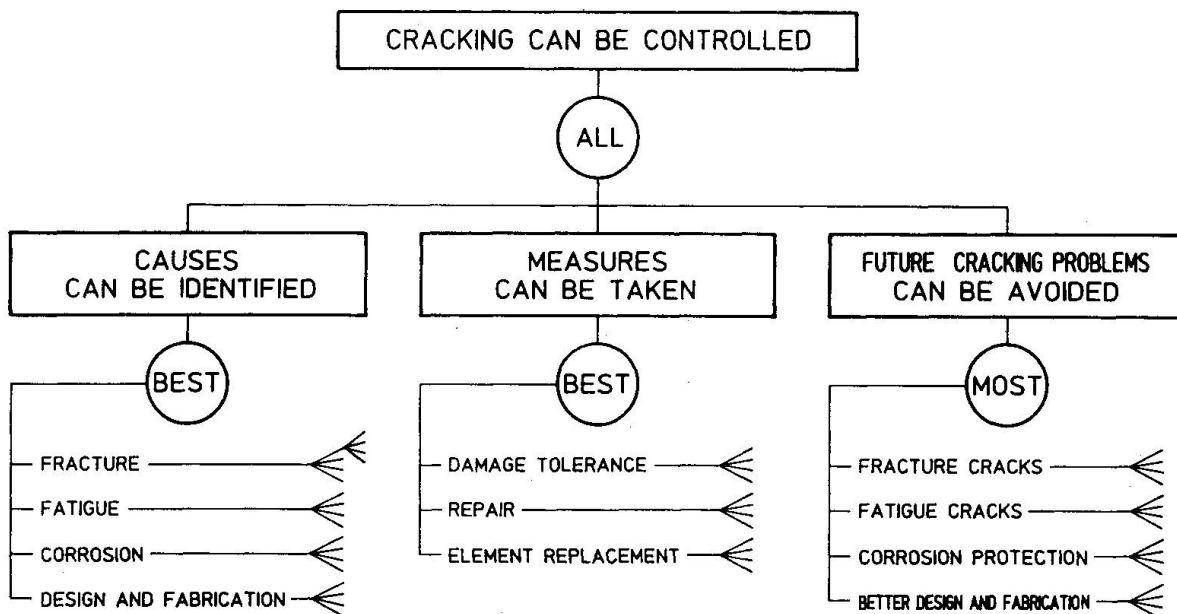 CRACKING CAN BE CONTROLLED
ALL
CAUSES
CAN BE IDENTIFIED
BEST
FRACTURE
FATIGUE
CORROSION
DESIGN AND FABRICATION
MEASURES
CAN BE TAKEN
BEST
DAMAGE TOLERANCE
REPAIR
ELEMENT REPLACEMENT
FUTURE CRACKING PROBLEMS
CAN BE AVOIDED
MOST
FRACTURE CRACKS
FATIGUE CRACKS
CORROSION PROTECTION
BETTER DESIGN AND FABRICATION